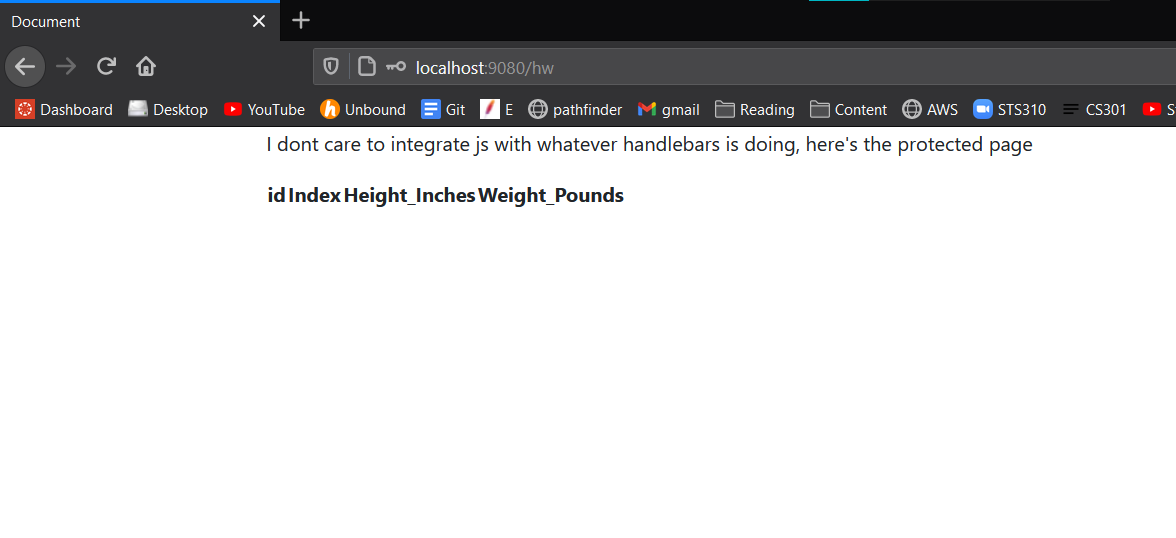 Document
localhost:9080/hw
Dashboard Desktop YouTube Unbound Git E pathfinder gmail Reading Content AWS STS310 CS301 S
I dont care to integrate js with whatever handlebars is doing, here's the protected page
id Index Height_Inches Weight_Pounds